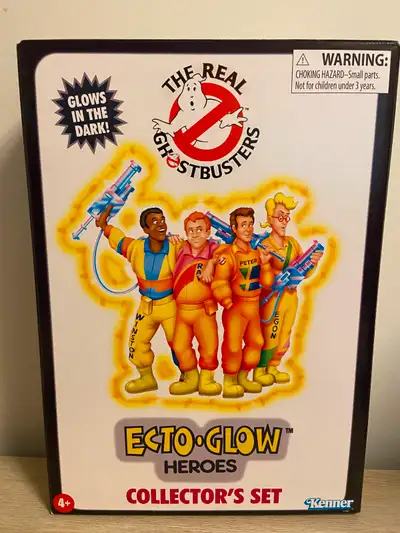 ⚠ WARNING:
CHOKING HAZARD–Small parts.
Not for children under 3 years.
GLOWS
IN THE
DARK!
THE REAL
GHOSTBUSTERS
WINSTON
RAY
PETER
EGON
ECTO-GLOW™
HEROES
COLLECTOR'S SET
4+
Kenner